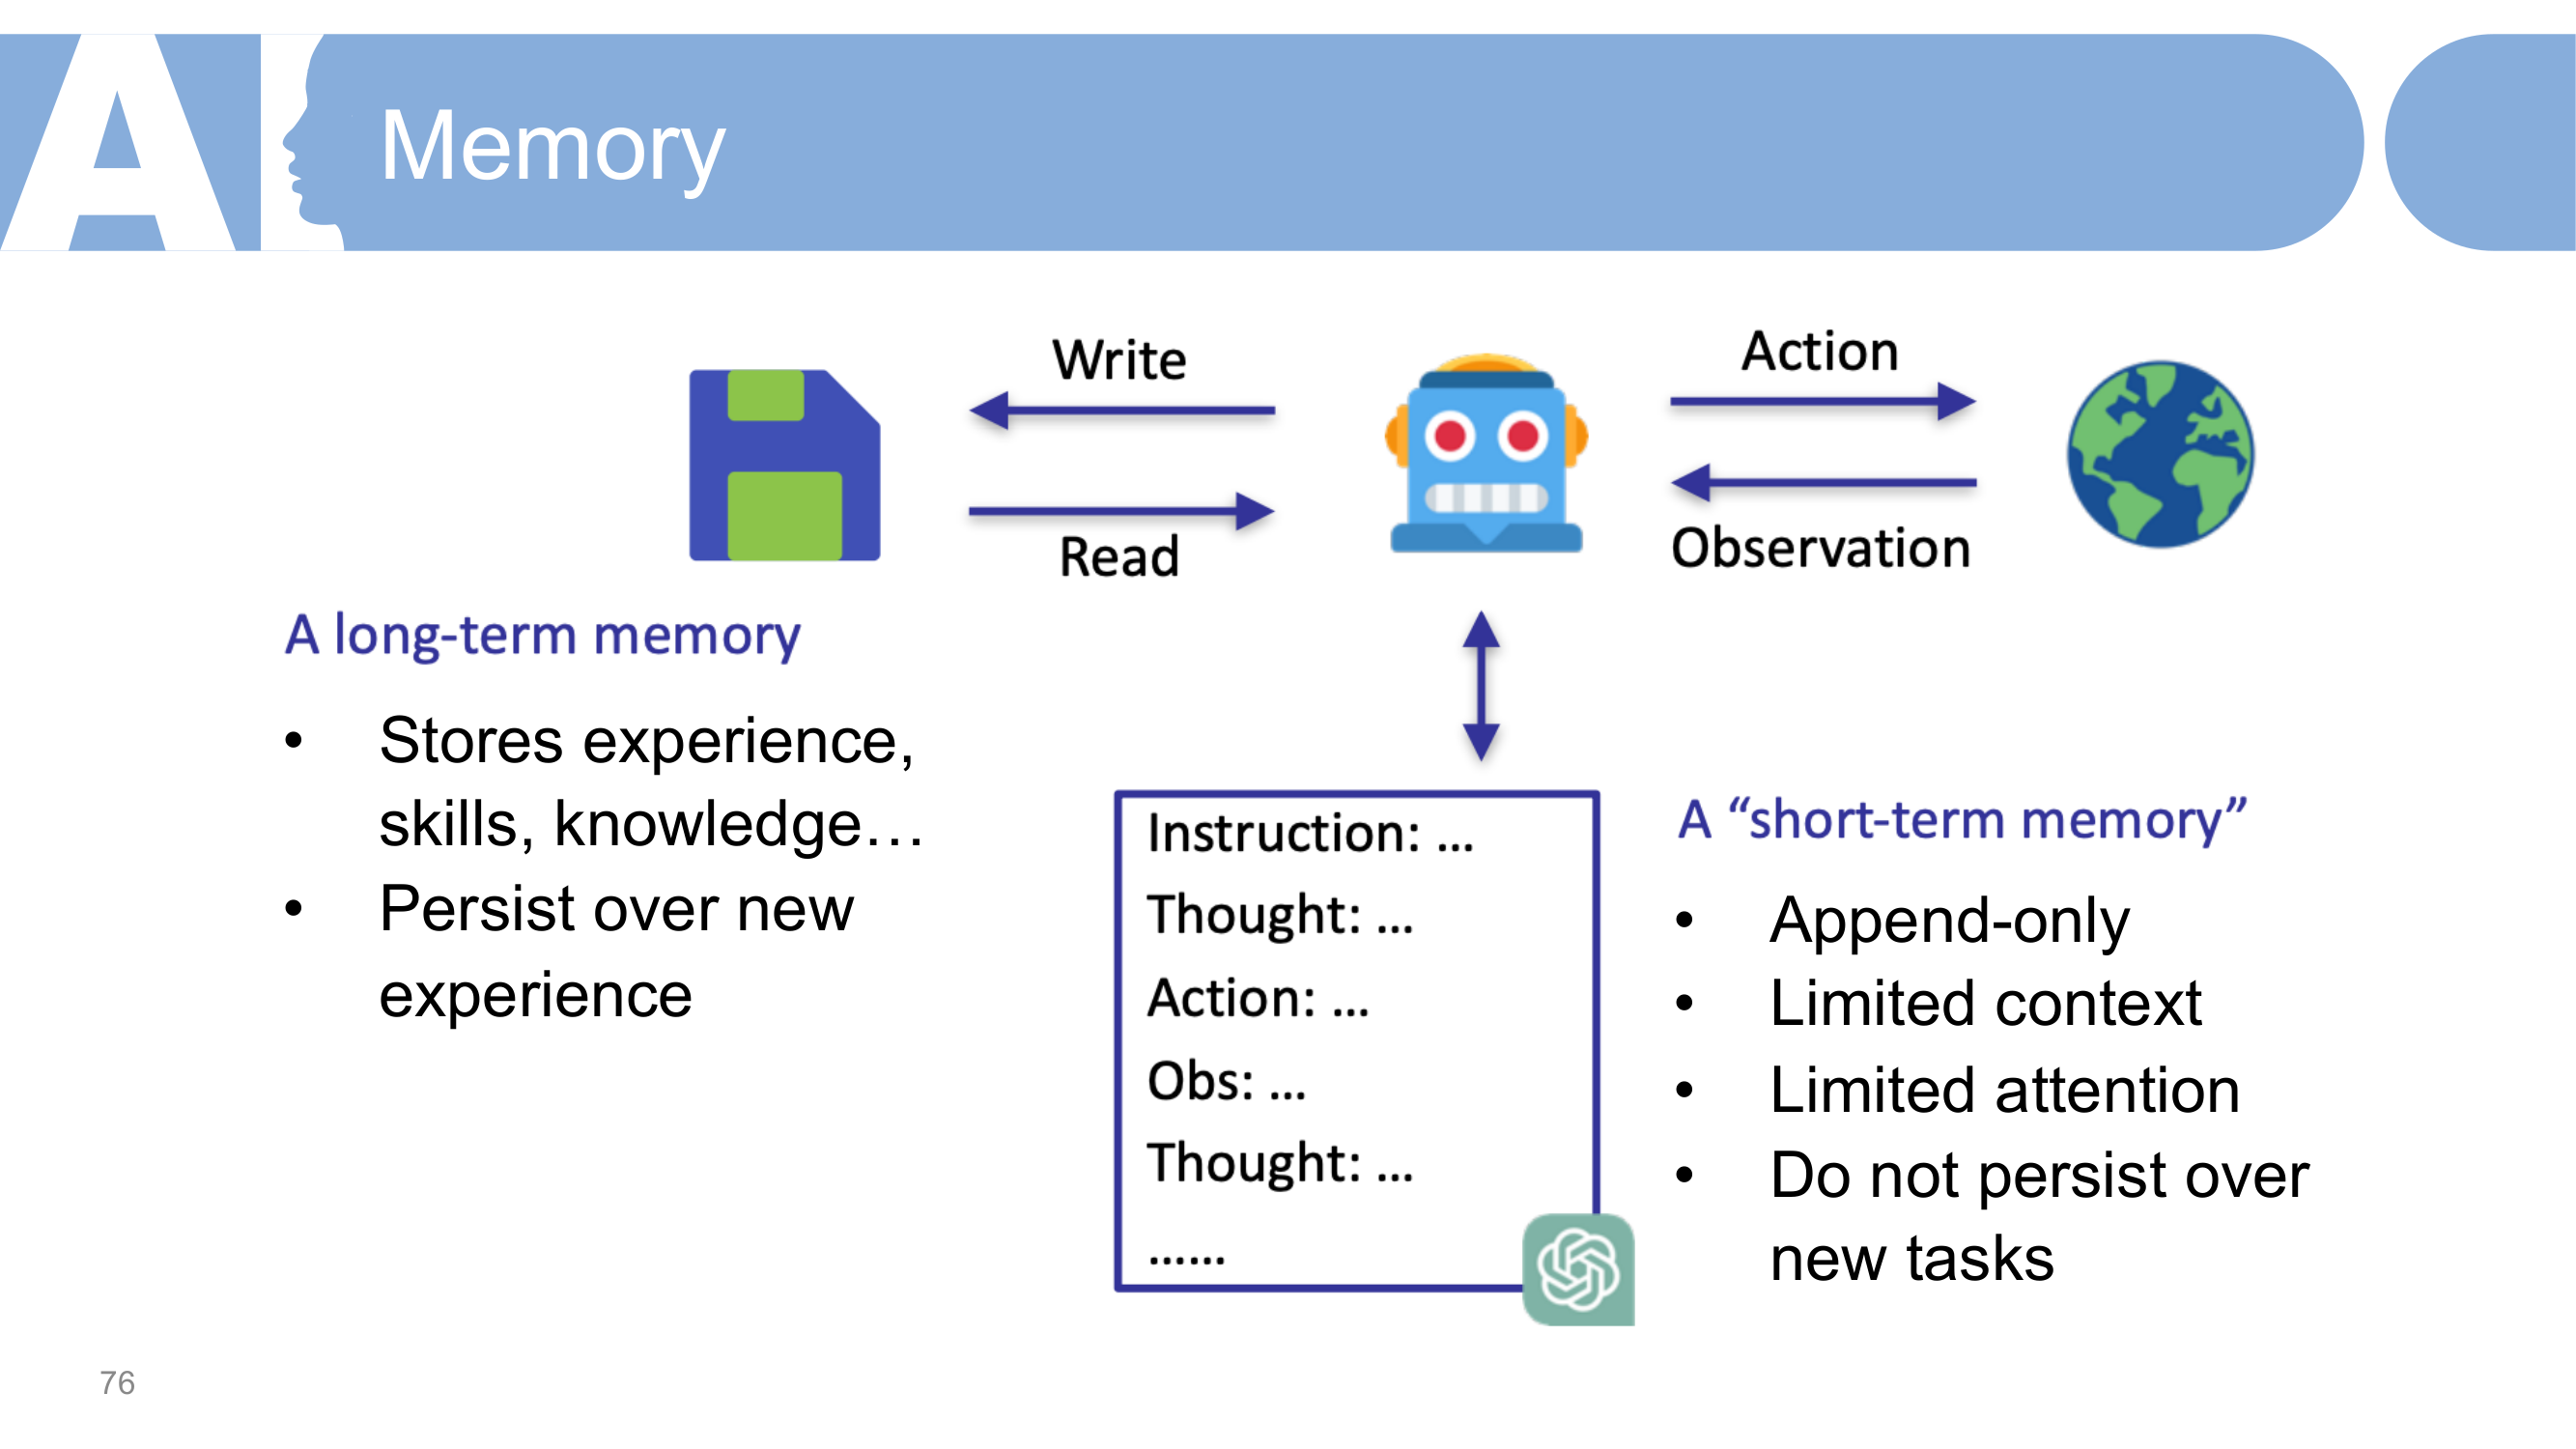 AI
Memory
Write
Read
Action
Observation
A long-term memory
• Stores experience,
skills, knowledge…
• Persist over new
experience
Instruction: ...
Thought: ...
Action: ...
Obs: ...
Thought: ...
......
A “short-term memory”
• Append-only
• Limited context
• Limited attention
• Do not persist over
new tasks
76